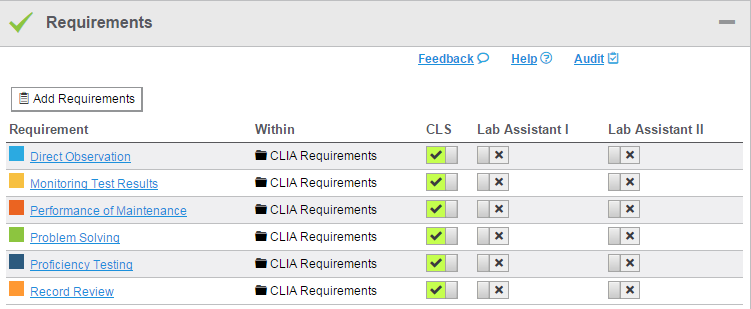 Requirements
Feedback Help Audit
Add Requirements
Requirement Within CLS Lab Assistant I Lab Assistant II
Direct Observation CLIA Requirements
Monitoring Test Results CLIA Requirements
Performance of Maintenance CLIA Requirements
Problem Solving CLIA Requirements
Proficiency Testing CLIA Requirements
Record Review CLIA Requirements